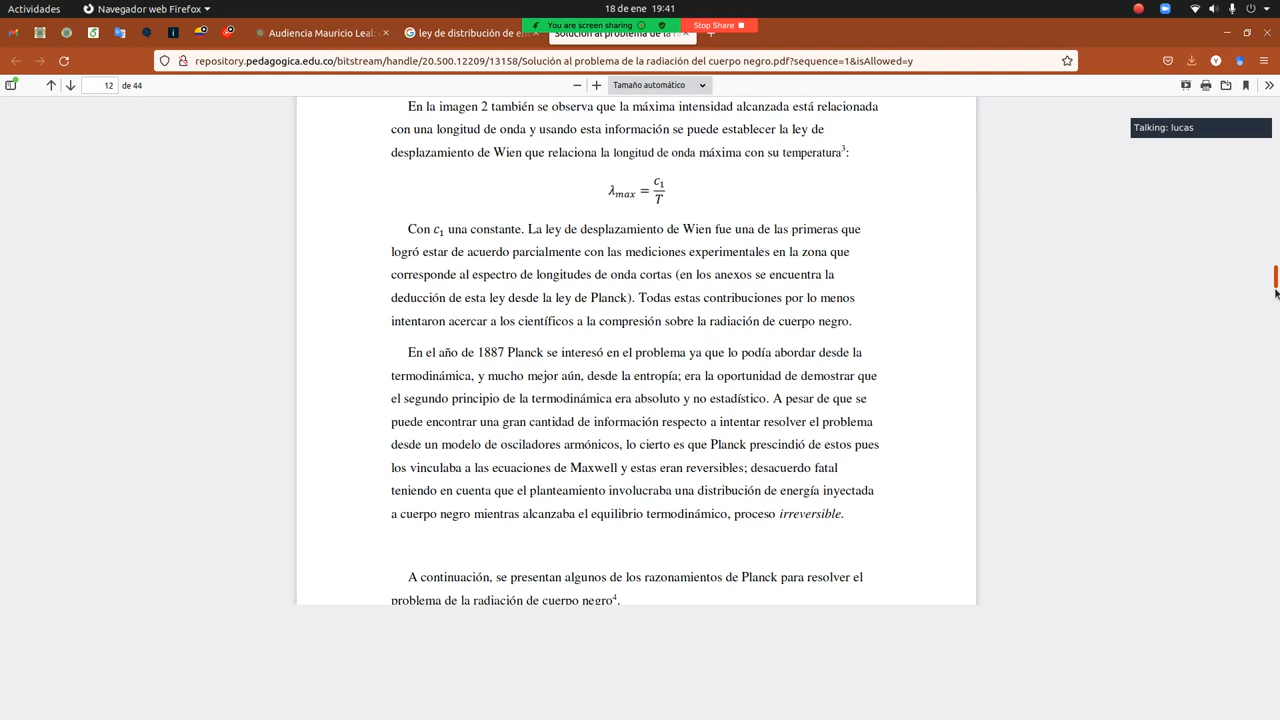 Actividades
Navegador web Firefox
18 de ene 19:41
You are screen sharing
Stop Share
Audiencia Mauricio Leal:
ley de distribución de en
Solución al problema de la
repository.pedagogica.edu.co/bitstream/handle/20.500.12209/13158/Solución al problema de la radiación del cuerpo negro.pdf?sequence=1&isAllowed=y
12 de 44
Tamaño automático
Talking: lucas
En la imagen 2 también se observa que la máxima intensidad alcanzada está relacionada
con una longitud de onda y usando esta información se puede establecer la ley de
desplazamiento de Wien que relaciona la longitud de onda máxima con su temperatura³:
λₘₐₓ = c₁/T
Con c₁ una constante. La ley de desplazamiento de Wien fue una de las primeras que
logró estar de acuerdo parcialmente con las mediciones experimentales en la zona que
corresponde al espectro de longitudes de onda cortas (en los anexos se encuentra la
deducción de esta ley desde la ley de Planck). Todas estas contribuciones por lo menos
intentaron acercar a los científicos a la compresión sobre la radiación de cuerpo negro.
En el año de 1887 Planck se interesó en el problema ya que lo podía abordar desde la
termodinámica, y mucho mejor aún, desde la entropía; era la oportunidad de demostrar que
el segundo principio de la termodinámica era absoluto y no estadístico. A pesar de que se
puede encontrar una gran cantidad de información respecto a intentar resolver el problema
desde un modelo de osciladores armónicos, lo cierto es que Planck prescindió de estos pues
los vinculaba a las ecuaciones de Maxwell y estas eran reversibles; desacuerdo fatal
teniendo en cuenta que el planteamiento involucraba una distribución de energía inyectada
a cuerpo negro mientras alcanzaba el equilibrio termodinámico, proceso irreversible.
A continuación, se presentan algunos de los razonamientos de Planck para resolver el
problema de la radiación de cuerpo negro⁴.